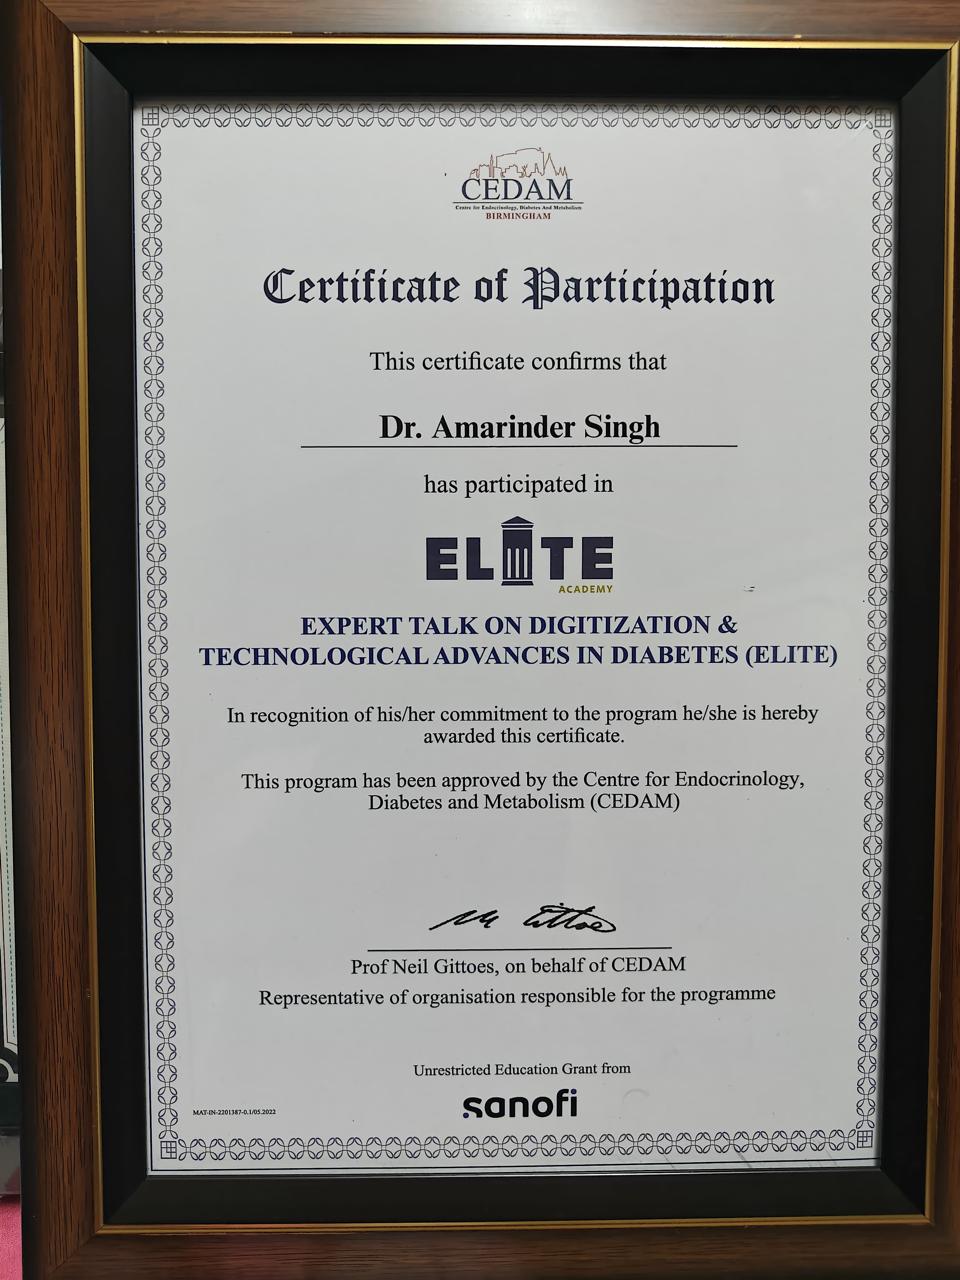 CEDAM
Centre for Endocrinology, Diabetes And Metabolism
BIRMINGHAM
Certificate of Participation
This certificate confirms that
Dr. Amarinder Singh
has participated in
ELITE
ACADEMY
EXPERT TALK ON DIGITIZATION &
TECHNOLOGICAL ADVANCES IN DIABETES (ELITE)
In recognition of his/her commitment to the program he/she is hereby
awarded this certificate.
This program has been approved by the Centre for Endocrinology,
Diabetes and Metabolism (CEDAM)
Prof Neil Gittoes, on behalf of CEDAM
Representative of organisation responsible for the programme
Unrestricted Education Grant from
sanofi
MAT-IN-2201387-0.1/05.2022